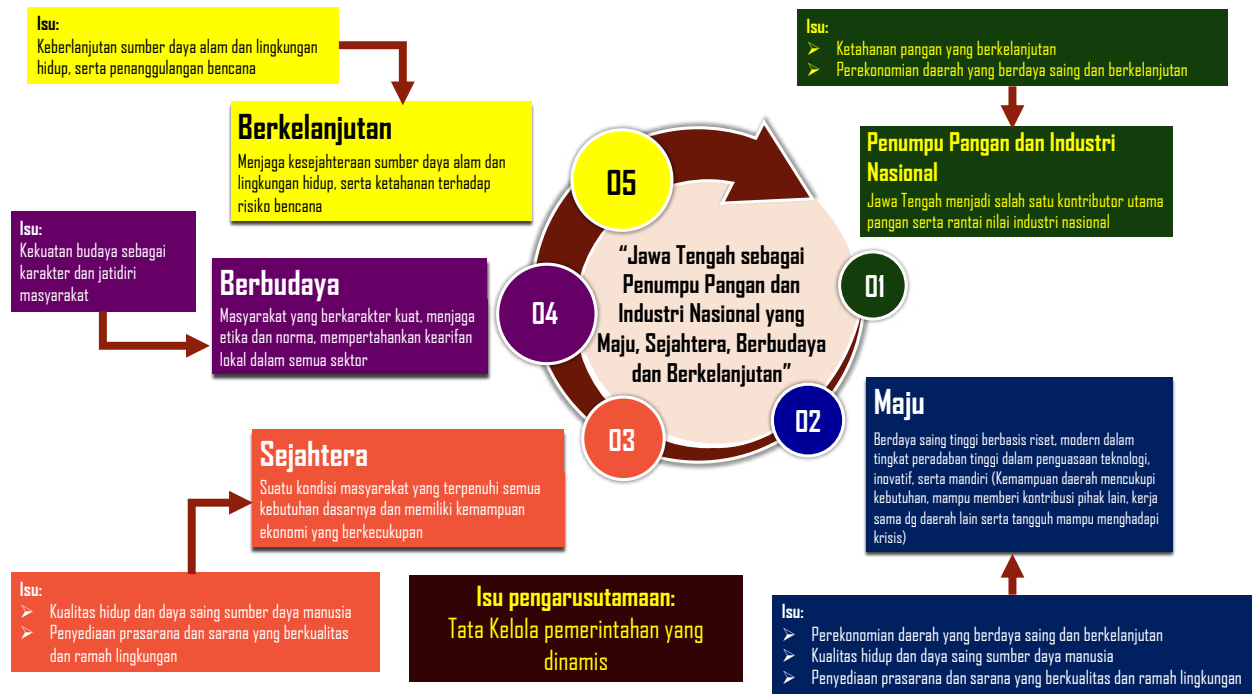 Isu:
Keberlanjutan sumber daya alam dan lingkungan
hidup, serta penanggulangan bencana
Berkelanjutan
Menjaga kesejahteraan sumber daya alam dan
lingkungan hidup, serta ketahanan terhadap
risiko bencana
Isu:
Kekuatan budaya sebagai
karakter dan jatidiri
masyarakat
Berbudaya
Masyarakat yang berkarakter kuat, menjaga
etika dan norma, mempertahankan kearifan
lokal dalam semua sektor
Sejahtera
Suatu kondisi masyarakat yang terpenuhi semua
kebutuhan dasarnya dan memiliki kemampuan
ekonomi yang berkecukupan
Isu:
➢ Kualitas hidup dan daya saing sumber daya manusia
➢ Penyediaan prasarana dan sarana yang berkualitas
dan ramah lingkungan
05
04
03
02
01
“Jawa Tengah sebagai
Penumpu Pangan dan
Industri Nasional yang
Maju, Sejahtera, Berbudaya
dan Berkelanjutan”
Isu pengarusutamaan:
Tata Kelola pemerintahan yang
dinamis
Isu:
➢ Ketahanan pangan yang berkelanjutan
➢ Perekonomian daerah yang berdaya saing dan berkelanjutan
Penumpu Pangan dan Industri
Nasional
Jawa Tengah menjadi salah satu kontributor utama
pangan serta rantai nilai industri nasional
Maju
Berdaya saing tinggi berbasis riset, modern dalam
tingkat peradaban tinggi dalam penguasaan teknologi,
inovatif, serta mandiri (Kemampuan daerah mencukupi
kebutuhan, mampu memberi kontribusi pihak lain, kerja
sama dg daerah lain serta tangguh mampu menghadapi
krisis)
Isu:
➢ Perekonomian daerah yang berdaya saing dan berkelanjutan
➢ Kualitas hidup dan daya saing sumber daya manusia
➢ Penyediaan prasarana dan sarana yang berkualitas dan ramah lingkungan